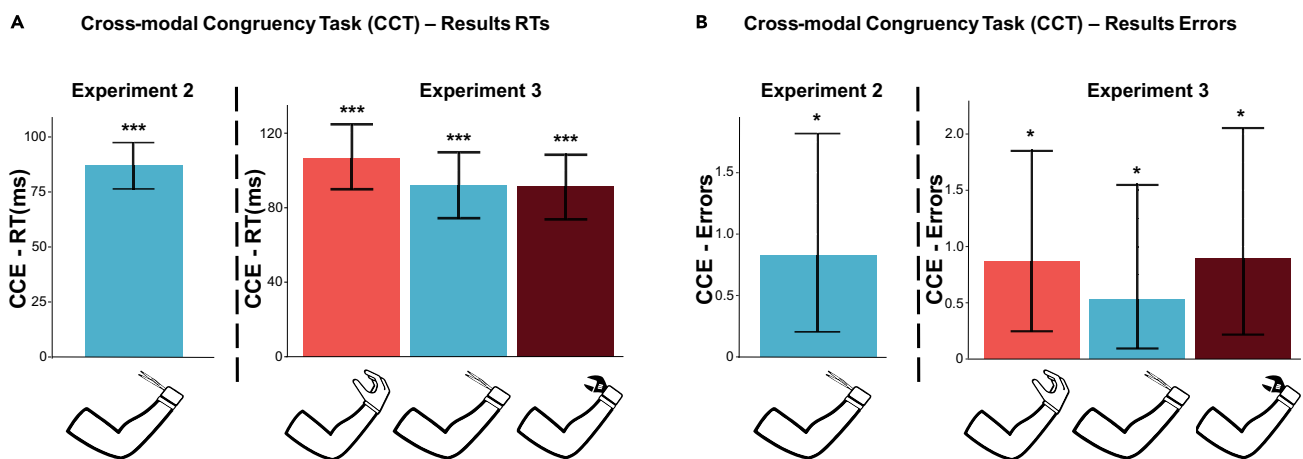 A
Cross-modal Congruency Task (CCT) – Results RTs
Experiment 2
Experiment 3
CCE - RT(ms)
100
75
50
25
0
***
CCE - RT(ms)
120
80
40
0
***
***
***
B
Cross-modal Congruency Task (CCT) – Results Errors
Experiment 2
Experiment 3
CCE - Errors
1.5
1.0
0.5
0
*
CCE - Errors
2.0
1.5
1.0
0.5
0
*
*
*